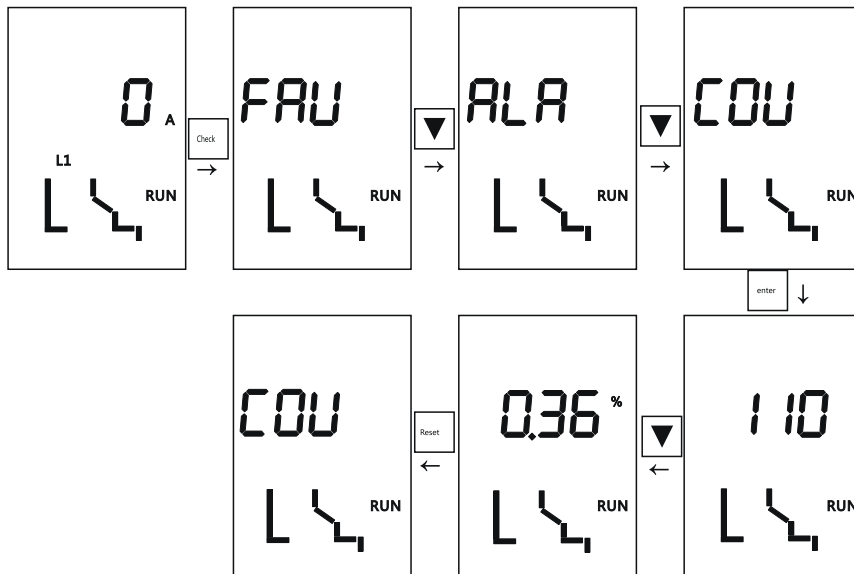 0 A
L1
RUN
Check
FAU
RUN
ALA
RUN
COU
RUN
enter
COU
RUN
Reset
0.36 %
RUN
110
RUN